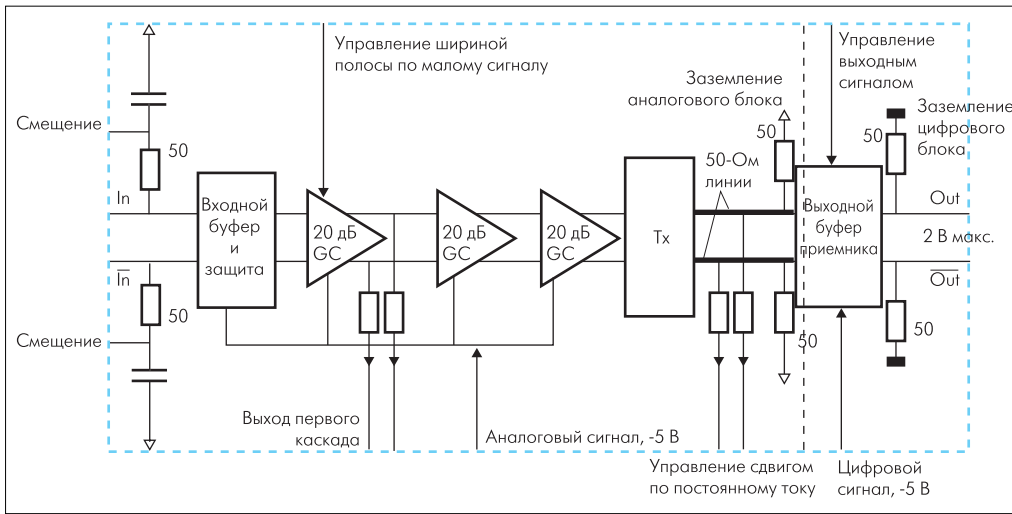 Управление шириной
полосы по малому сигналу
Управление
выходным
сигналом
Заземление
аналогового блока
Заземление
цифрового
блока
Смещение
50
50
50
50-Ом
линии
In
Входной
буфер
и
защита
20 дБ
GC
20 дБ
GC
20 дБ
GC
Tx
Выходной
буфер
приемника
Out
2 В макс.
In
Out
50
50
50
Смещение
Выход первого
каскада
Аналоговый сигнал, -5 В
Управление сдвигом
по постоянному току
Цифровой
сигнал, -5 В